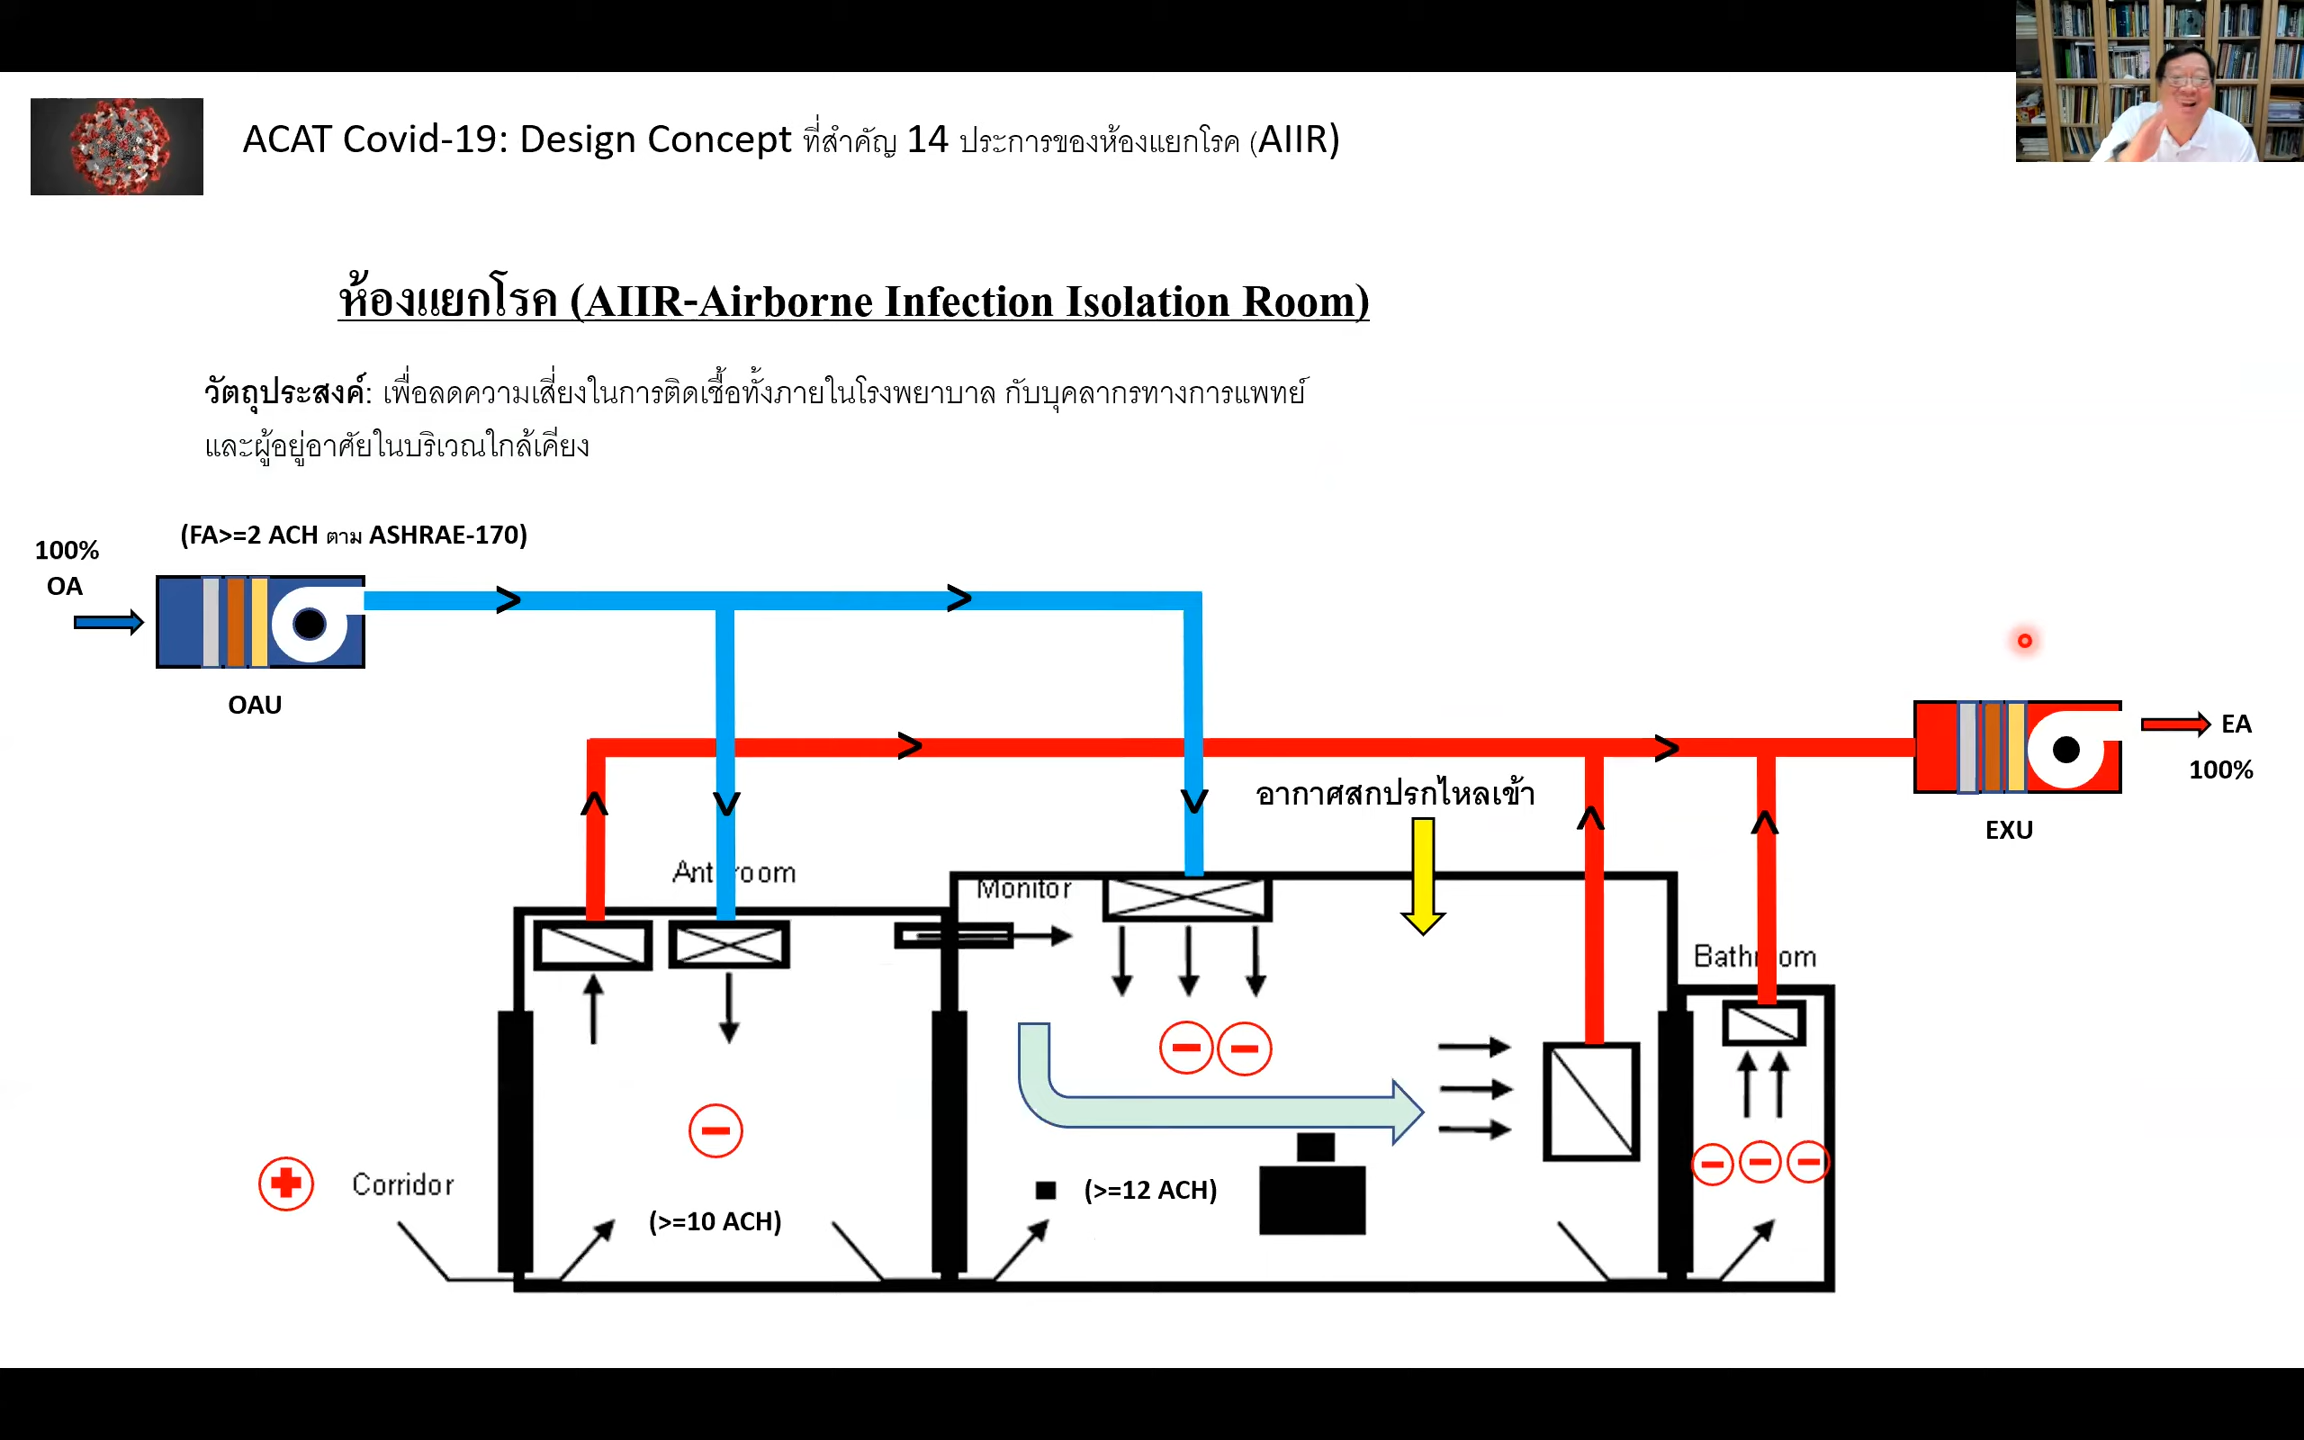 ACAT Covid-19: Design Concept ที่สำคัญ 14 ประการของห้องแยกโรค (AIIR)
ห้องแยกโรค (AIIR-Airborne Infection Isolation Room)
วัตถุประสงค์: เพื่อลดความเสี่ยงในการติดเชื้อทั้งภายในโรงพยาบาล กับบุคลากรทางการแพทย์
และผู้อยู่อาศัยในบริเวณใกล้เคียง
(FA>=2 ACH ตาม ASHRAE-170)
100%
OA
OAU
EA
100%
EXU
อากาศสกปรกไหลเข้า
Monitor
Corridor
(>=10 ACH)
(>=12 ACH)